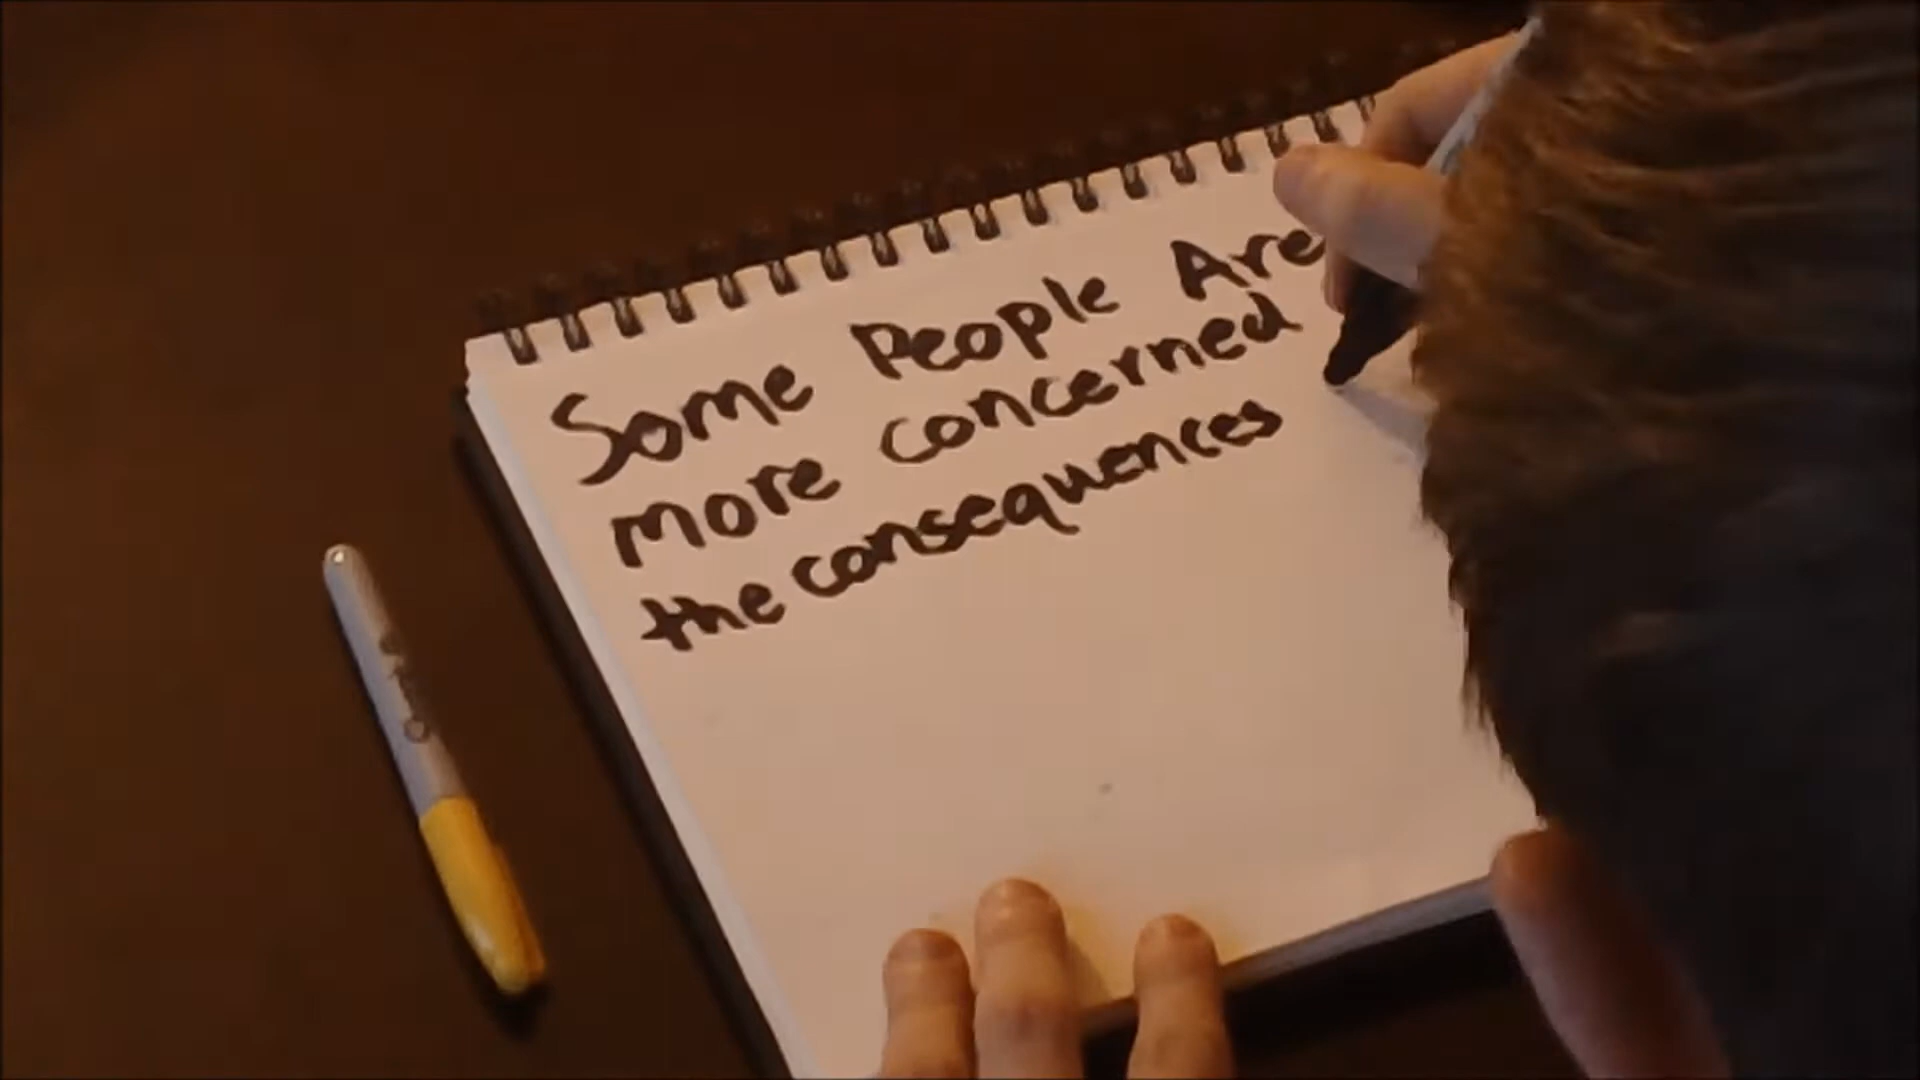 Some People Are
more concerned
the consequences